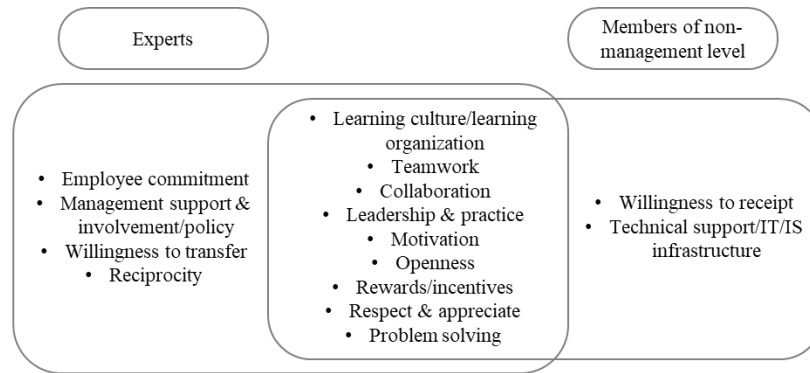 Experts
Members of non-
management level
• Employee commitment
• Management support &
involvement/policy
• Willingness to transfer
• Reciprocity
• Learning culture/learning
organization
• Teamwork
• Collaboration
• Leadership & practice
• Motivation
• Openness
• Rewards/incentives
• Respect & appreciate
• Problem solving
• Willingness to receipt
• Technical support/IT/IS
infrastructure